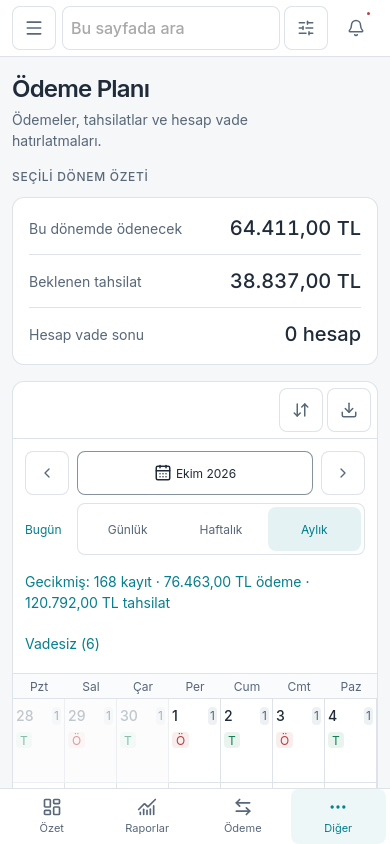 Bu sayfada ara
Ödeme Planı
Ödemeler, tahsilatlar ve hesap vade
hatırlatmaları.
SEÇİLİ DÖNEM ÖZETİ
Bu dönemde ödenecek 64.411,00 TL
Beklenen tahsilat 38.837,00 TL
Hesap vade sonu 0 hesap
Ekim 2026
Bugün Günlük Haftalık Aylık
Gecikmiş: 168 kayıt · 76.463,00 TL ödeme ·
120.792,00 TL tahsilat
Vadesiz (6)
Pzt Sal Çar Per Cum Cmt Paz
28 1 29 1 30 1 1 1 2 1 3 1 4 1
T Ö T Ö T Ö T
Özet Raporlar Ödeme Diğer